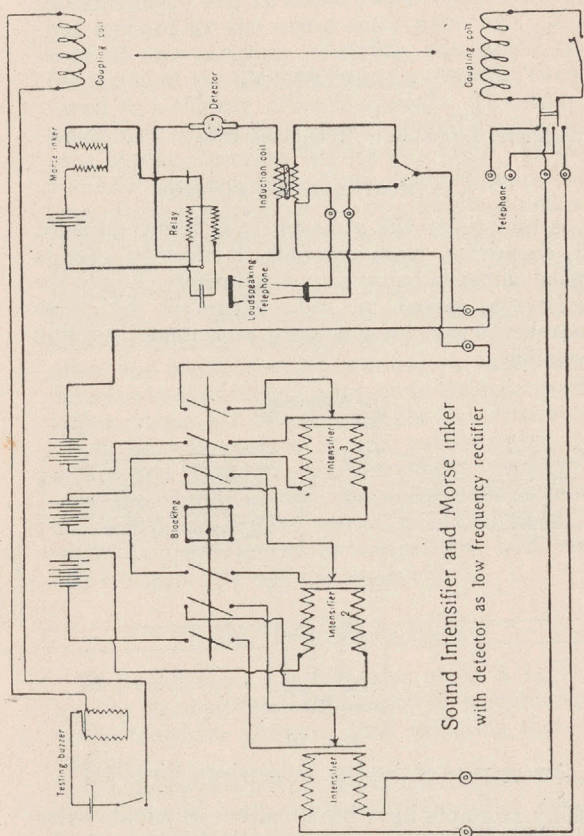 Coupling coil
Coupling coil
Morse inker
Detector
Relay
Induction coil
Loudspeaking
Telephone
Telephone
Blocking
Intensifier
3
Intensifier
2
Intensifier
1
Testing buzzer
Sound Intensifier and Morse inker
with detector as low frequency rectifier